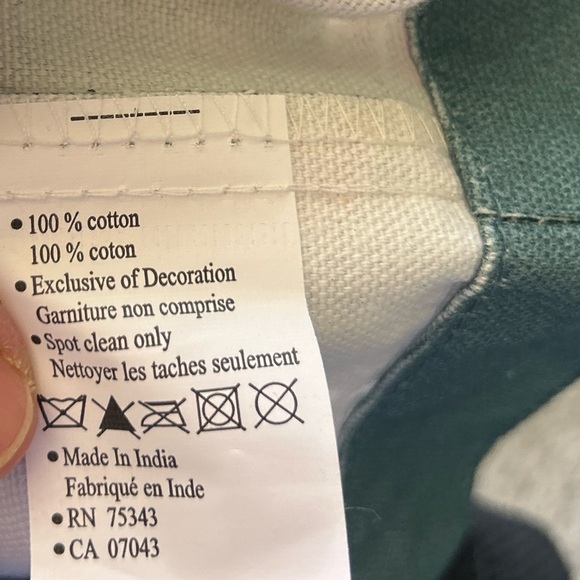 • 100 % cotton
100 % coton
• Exclusive of Decoration
Garniture non comprise
• Spot clean only
Nettoyer les taches seulement
• Made In India
Fabriqué en Inde
• RN 75343
• CA 07043